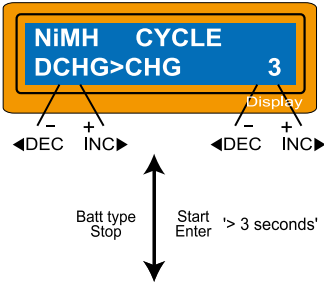 NiMH CYCLE
DCHG>CHG 3
Display
− + − +
◀DEC INC▶ ◀DEC INC▶
Batt type Start '> 3 seconds'
Stop Enter